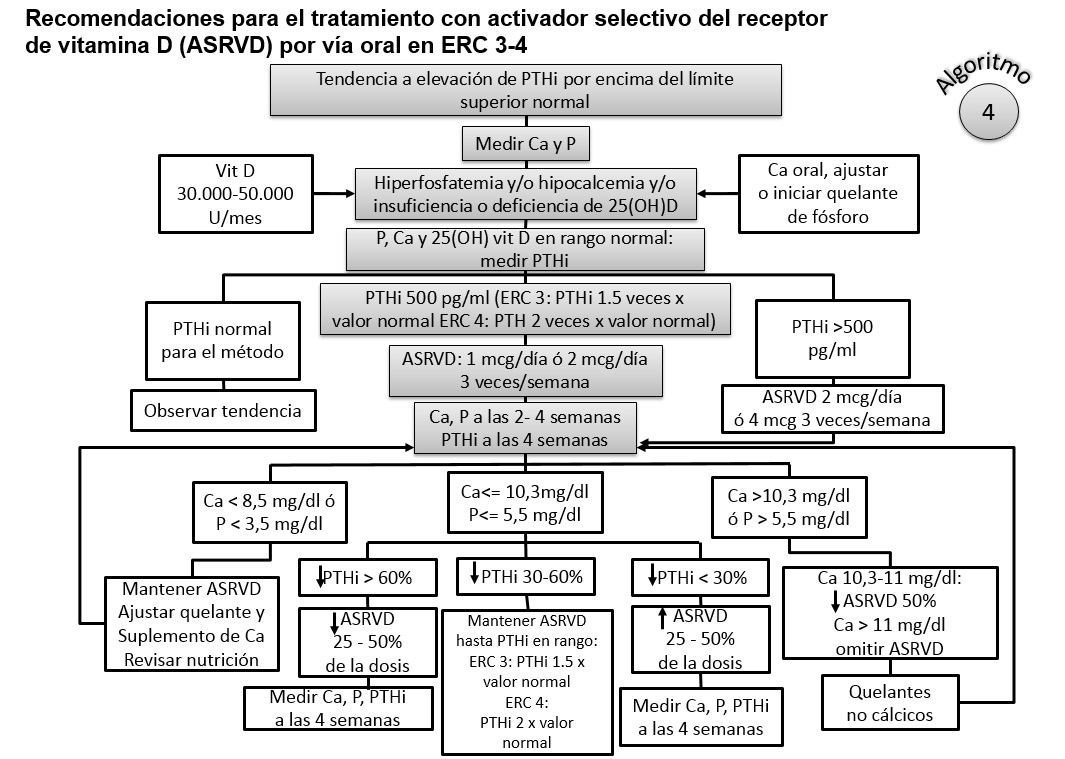 Recomendaciones para el tratamiento con activador selectivo del receptor
de vitamina D (ASRVD) por vía oral en ERC 3-4
Algoritmo
4
Tendencia a elevación de PTHi por encima del límite
superior normal
Medir Ca y P
Vit D
30.000-50.000
U/mes
Hiperfosfatemia y/o hipocalcemia y/o
insuficiencia o deficiencia de 25(OH)D
Ca oral, ajustar
o iniciar quelante
de fósforo
P, Ca y 25(OH) vit D en rango normal:
medir PTHi
PTHi normal
para el método
PTHi 500 pg/ml (ERC 3: PTHi 1.5 veces x
valor normal ERC 4: PTH 2 veces x valor normal)
PTHi >500
pg/ml
Observar tendencia
ASRVD: 1 mcg/día ó 2 mcg/día
3 veces/semana
ASRVD 2 mcg/día
ó 4 mcg 3 veces/semana
Ca, P a las 2- 4 semanas
PTHi a las 4 semanas
Ca < 8,5 mg/dl ó
P < 3,5 mg/dl
Ca<= 10,3mg/dl
P<= 5,5 mg/dl
Ca >10,3 mg/dl
ó P > 5,5 mg/dl
Mantener ASRVD
Ajustar quelante y
Suplemento de Ca
Revisar nutrición
↓PTHi > 60%
↓ASRVD
25 - 50%
de la dosis
Medir Ca, P, PTHi
a las 4 semanas
↓PTHi 30-60%
Mantener ASRVD
hasta PTHi en rango:
ERC 3: PTHi 1.5 x
valor normal
ERC 4:
PTHi 2 x valor
normal
↓PTHi < 30%
↑ASRVD
25 - 50%
de la dosis
Medir Ca, P, PTHi
a las 4 semanas
Ca 10,3-11 mg/dl:
↓ASRVD 50%
Ca > 11 mg/dl
omitir ASRVD
Quelantes
no cálcicos